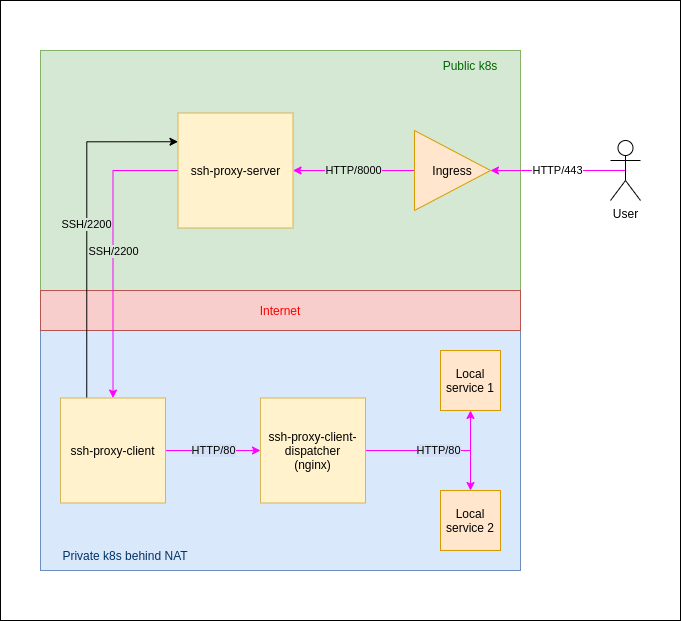 Public k8s
ssh-proxy-server
HTTP/8000
Ingress
HTTP/443
User
SSH/2200
SSH/2200
Internet
Local
service 1
ssh-proxy-client
HTTP/80
ssh-proxy-client-
dispatcher
(nginx)
HTTP/80
Local
service 2
Private k8s behind NAT